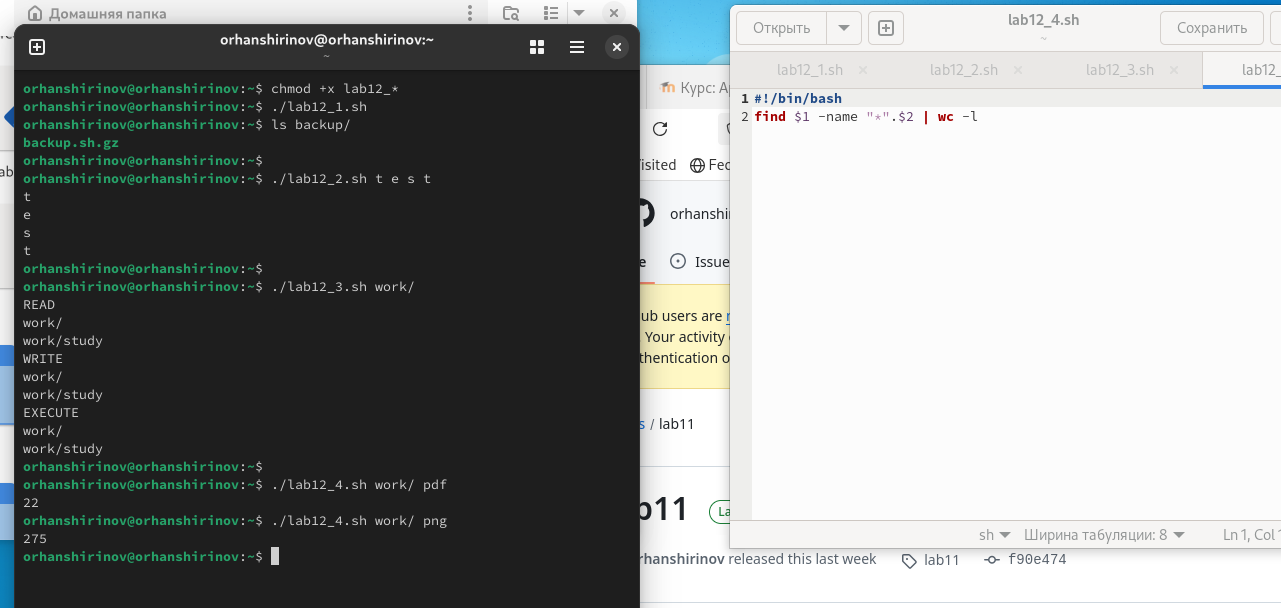 Домашняя папка
orhanshirinov@orhanshirinov:~
~
orhanshirinov@orhanshirinov:~$ chmod +x lab12_*
orhanshirinov@orhanshirinov:~$ ./lab12_1.sh
orhanshirinov@orhanshirinov:~$ ls backup/
backup.sh.gz
orhanshirinov@orhanshirinov:~$
orhanshirinov@orhanshirinov:~$ ./lab12_2.sh t e s t
t
e
s
t
orhanshirinov@orhanshirinov:~$
orhanshirinov@orhanshirinov:~$ ./lab12_3.sh work/
READ
work/
work/study
WRITE
work/
work/study
EXECUTE
work/
work/study
orhanshirinov@orhanshirinov:~$
orhanshirinov@orhanshirinov:~$ ./lab12_4.sh work/ pdf
22
orhanshirinov@orhanshirinov:~$ ./lab12_4.sh work/ png
275
orhanshirinov@orhanshirinov:~$
Открыть
lab12_4.sh
~
Сохранить
lab12_1.sh
lab12_2.sh
lab12_3.sh
lab12_
1 #!/bin/bash
2 find $1 -name "*".$2 | wc -l
sh
Ширина табуляции: 8
Ln 1, Col
Курс:
isited
Fec
orhanshi
Issue
ub users are
Your activity
thentication o
s / lab11
b11
La
rhanshirinov released this last week
lab11
f90e474